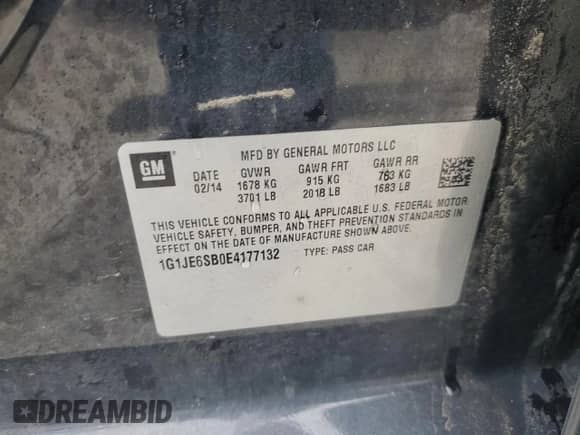 MFD BY GENERAL MOTORS LLC
GM
DATE GVWR GAWR FRT GAWR RR
02/14 1678 KG 915 KG 763 KG
3701 LB 2018 LB 1683 LB
THIS VEHICLE CONFORMS TO ALL APPLICABLE U.S. FEDERAL MOTOR
VEHICLE SAFETY, BUMPER, AND THEFT PREVENTION STANDARDS IN
EFFECT ON THE DATE OF MANUFACTURE SHOWN ABOVE.
1G1JE6SB0E4177132 TYPE: PASS CAR
DREAMBID